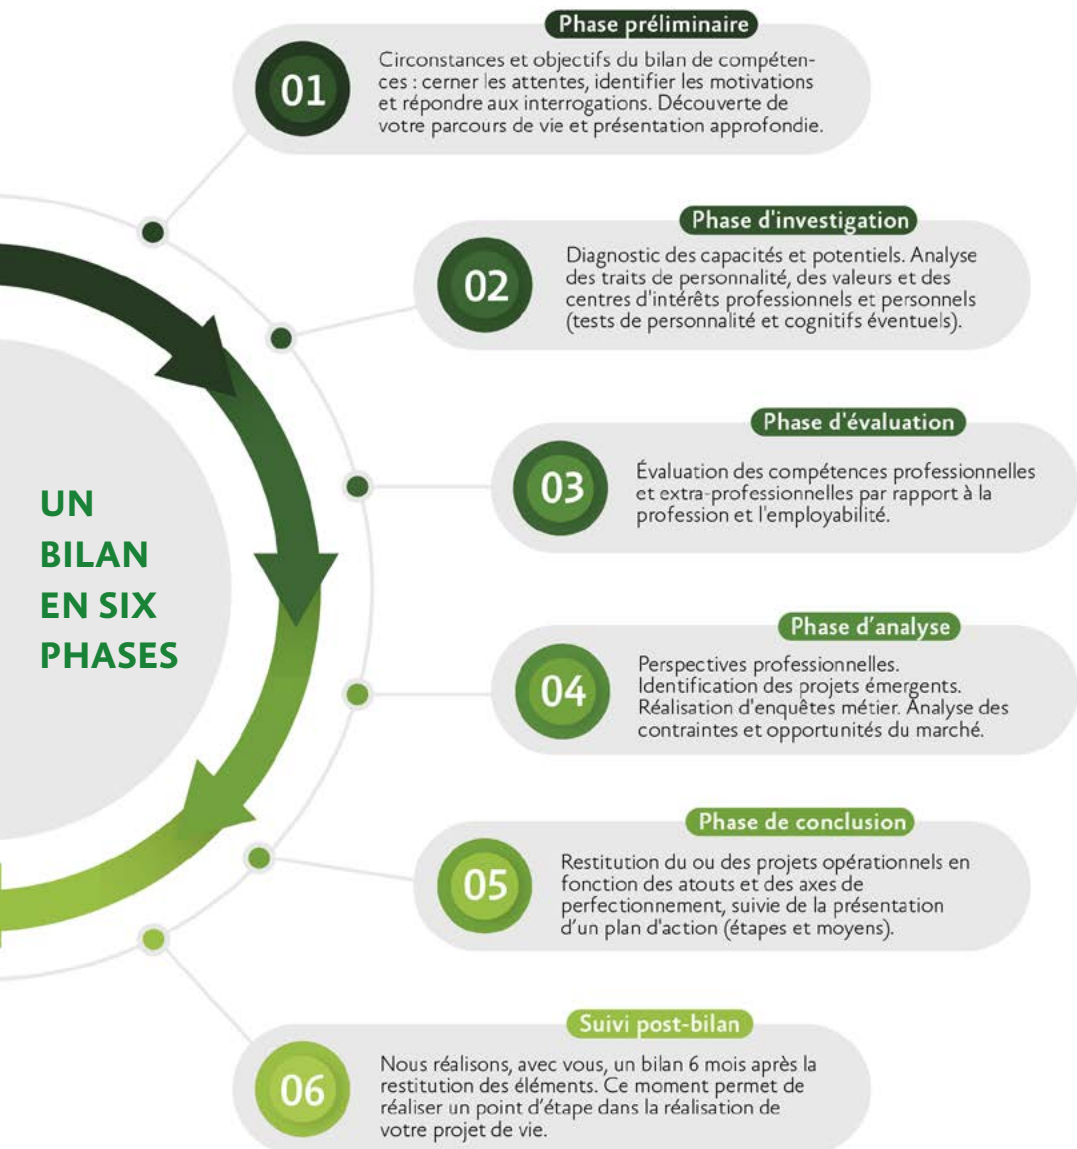 Phase préliminaire
01
Circonstances et objectifs du bilan de compéten-
ces : cerner les attentes, identifier les motivations
et répondre aux interrogations. Découverte de
votre parcours de vie et présentation approfondie.
Phase d'investigation
02
Diagnostic des capacités et potentiels. Analyse
des traits de personnalité, des valeurs et des
centres d'intérêts professionnels et personnels
(tests de personnalité et cognitifs éventuels).
Phase d'évaluation
03
Évaluation des compétences professionnelles
et extra-professionnelles par rapport à la
profession et l'employabilité.
UN
BILAN
EN SIX
PHASES
Phase d’analyse
04
Perspectives professionnelles.
Identification des projets émergents.
Réalisation d'enquêtes métier. Analyse des
contraintes et opportunités du marché.
Phase de conclusion
05
Restitution du ou des projets opérationnels en
fonction des atouts et des axes de
perfectionnement, suivie de la présentation
d’un plan d'action (étapes et moyens).
Suivi post-bilan
06
Nous réalisons, avec vous, un bilan 6 mois après la
restitution des éléments. Ce moment permet de
réaliser un point d’étape dans la réalisation de
votre projet de vie.